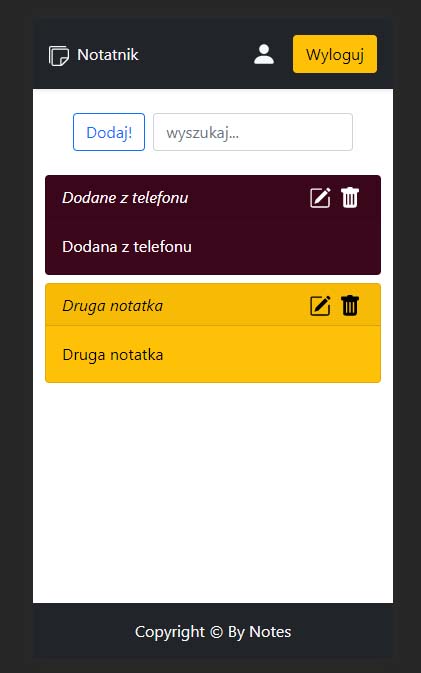 Notatnik
Wyloguj
Dodaj!
wyszukaj...
Dodane z telefonu
Dodana z telefonu
Druga notatka
Druga notatka
Copyright © By Notes